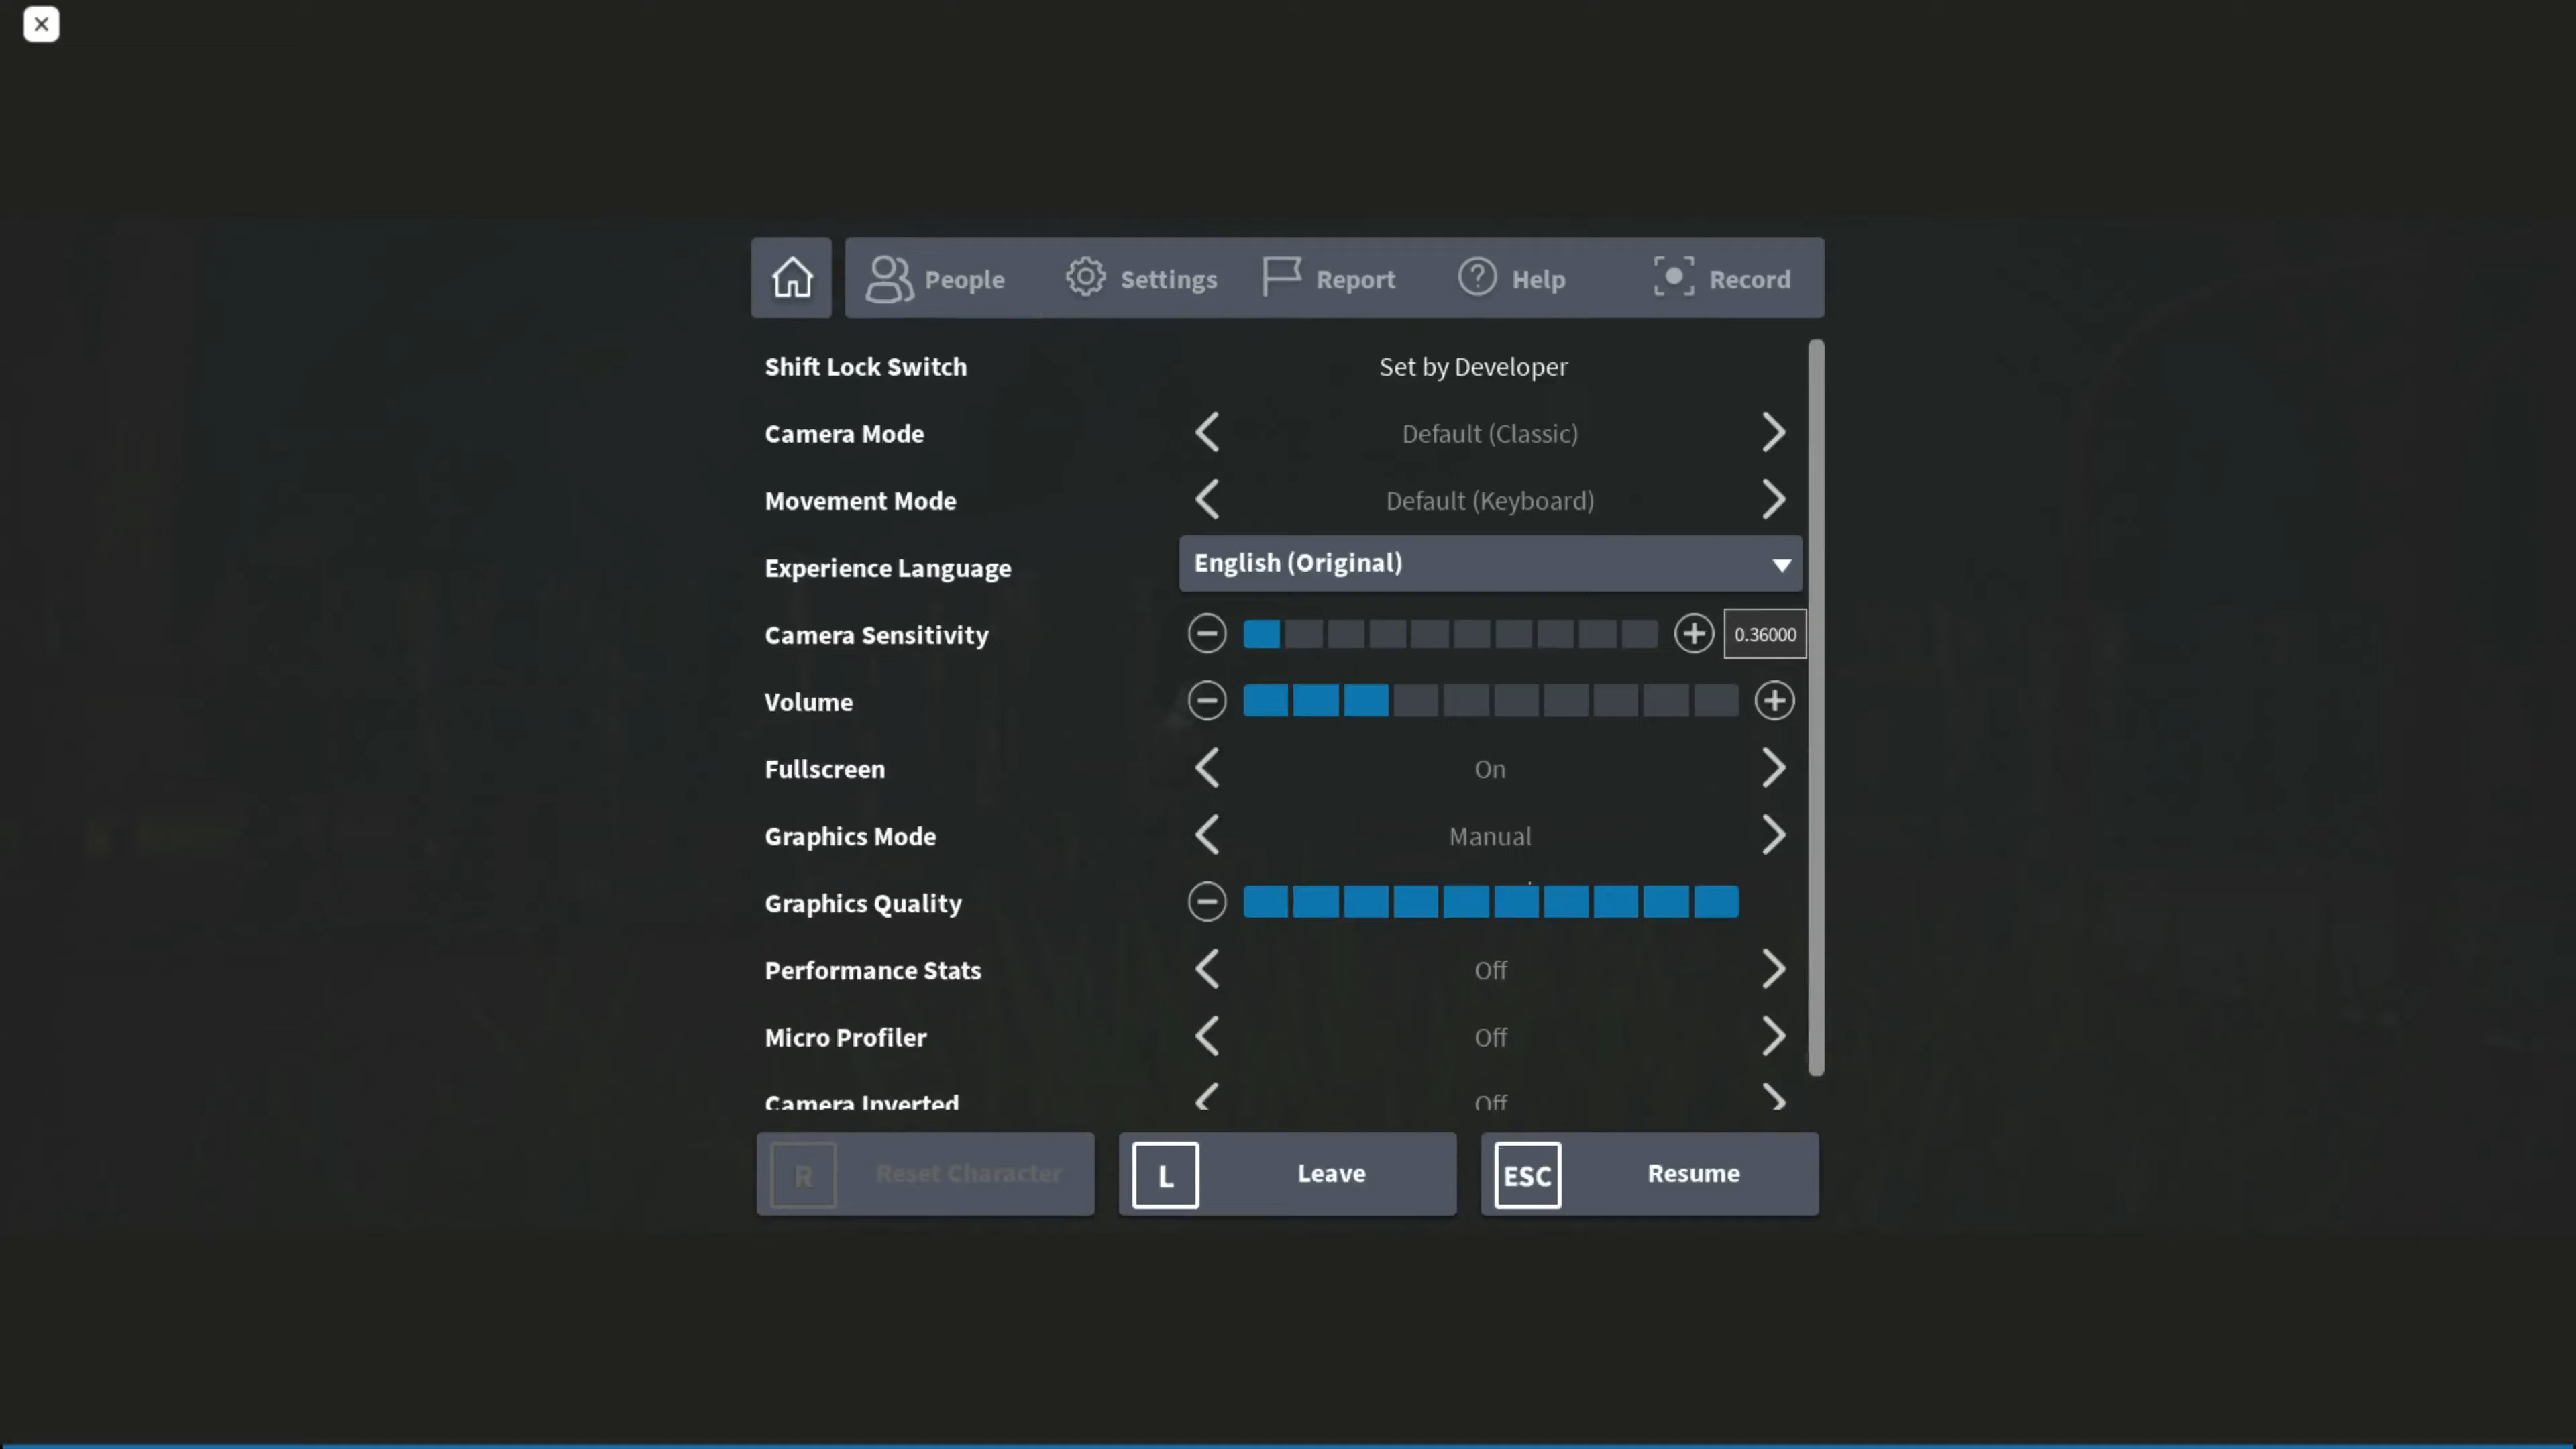 People Settings Report Help Record
Shift Lock Switch Set by Developer
Camera Mode Default (Classic)
Movement Mode Default (Keyboard)
Experience Language English (Original)
Camera Sensitivity 0.36000
Volume
Fullscreen On
Graphics Mode Manual
Graphics Quality
Performance Stats Off
Micro Profiler Off
Camera Inverted Off
R Reset Character L Leave ESC Resume